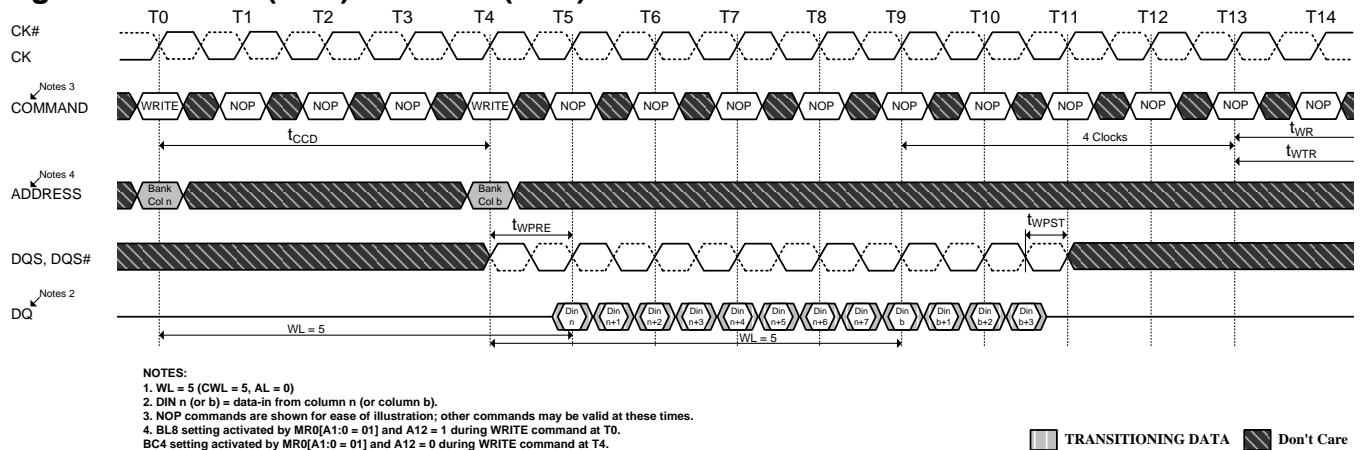 T0 T1 T2 T3 T4 T5 T6 T7 T8 T9 T10 T11 T12 T13 T14
CK#
CK
Notes 3
COMMAND
WRITE NOP NOP NOP WRITE NOP NOP NOP NOP NOP NOP NOP NOP NOP NOP
tCCD
4 Clocks
tWR
tWTR
Notes 4
ADDRESS
Bank
Col n
Bank
Col b
tWPRE
tWPST
DQS, DQS#
Notes 2
DQ
Din n Din n+1 Din n+2 Din n+3 Din n+4 Din n+5 Din n+6 Din n+7 Din b Din b+1 Din b+2 Din b+3
WL = 5
WL = 5
NOTES:
1. WL = 5 (CWL = 5, AL = 0)
2. DIN n (or b) = data-in from column n (or column b).
3. NOP commands are shown for ease of illustration; other commands may be valid at these times.
4. BL8 setting activated by MR0[A1:0 = 01] and A12 = 1 during WRITE command at T0.
BC4 setting activated by MR0[A1:0 = 01] and A12 = 0 during WRITE command at T4.
TRANSITIONING DATA Don't Care